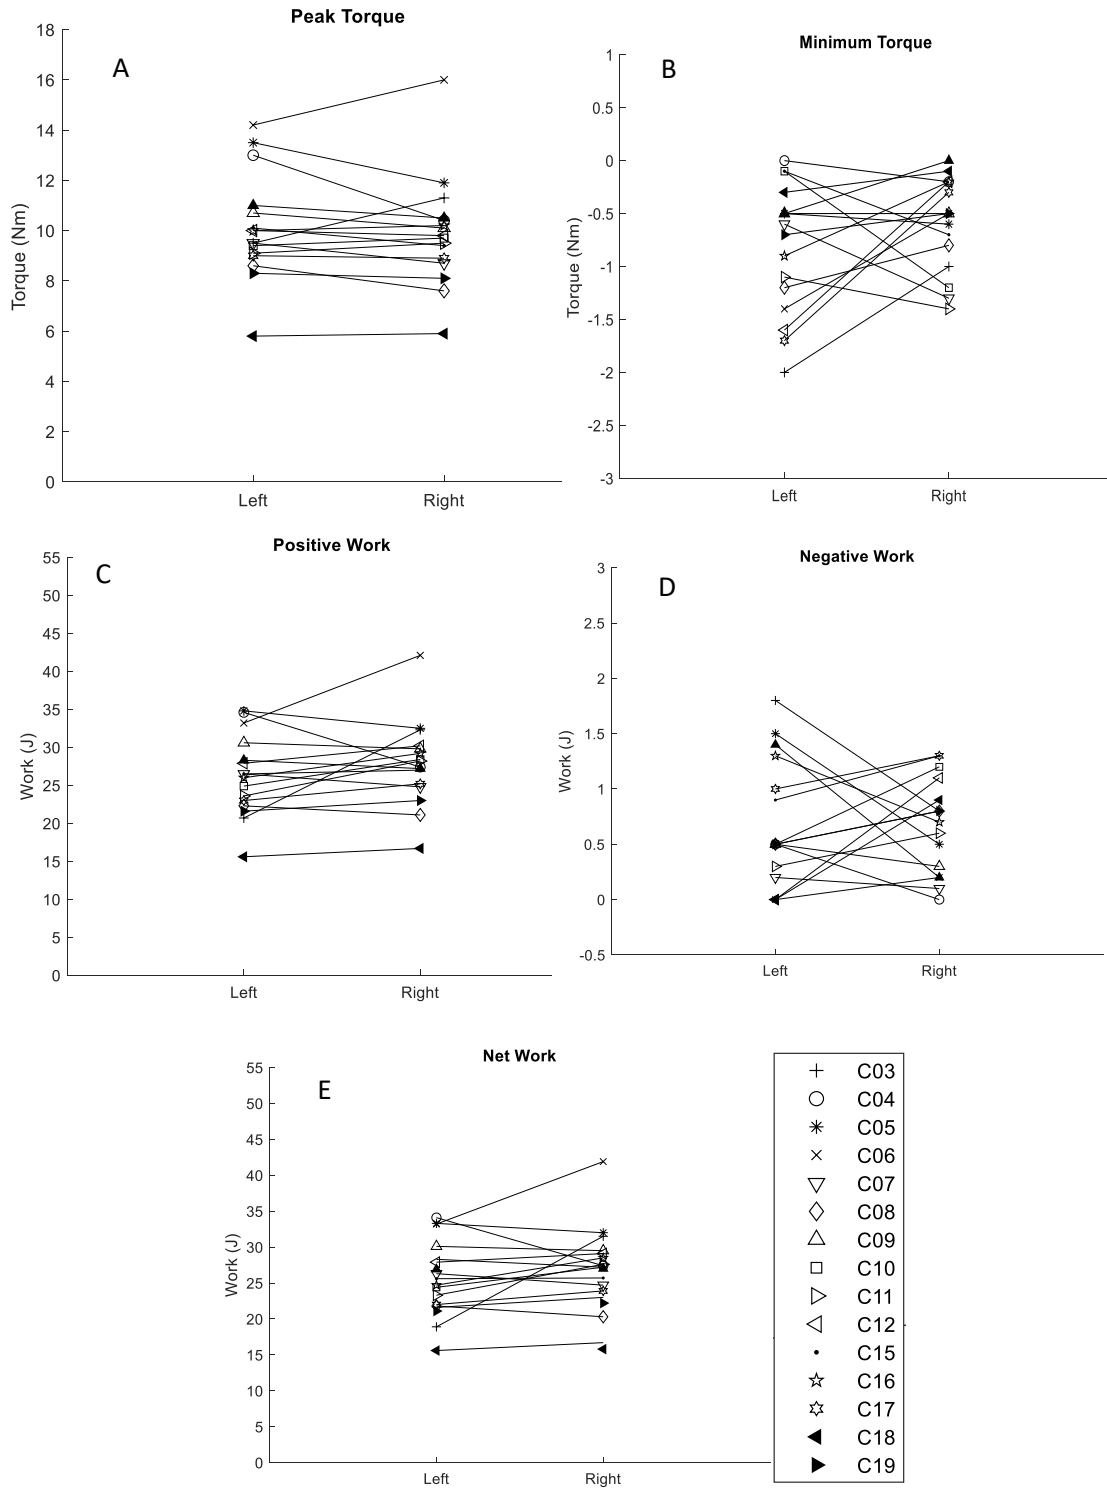 Peak Torque
A
18
16
14
12
10
8
6
4
2
0
Torque (Nm)
Left Right
Minimum Torque
B
1
0.5
0
-0.5
-1
-1.5
-2
-2.5
-3
Torque (Nm)
Left Right
Positive Work
C
55
50
45
40
35
30
25
20
15
10
5
0
Work (J)
Left Right
Negative Work
D
3
2.5
2
1.5
1
0.5
0
-0.5
Work (J)
Left Right
Net Work
E
55
50
45
40
35
30
25
20
15
10
5
0
Work (J)
Left Right
C03
C04
C05
C06
C07
C08
C09
C10
C11
C12
C15
C16
C17
C18
C19